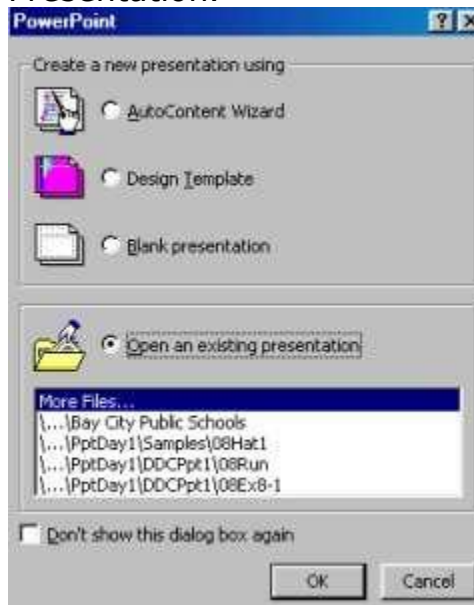 Presentation.
PowerPoint
Create a new presentation using
AutoContent Wizard
Design Template
Blank presentation
Open an existing presentation
More Files...
\...\Bay City Public Schools
\...\PptDay1\Samples\08Hat1
\...\PptDay1\DDCPpt1\08Run
\...\PptDay1\DDCPpt1\08Ex8-1
Don't show this dialog box again
OK Cancel